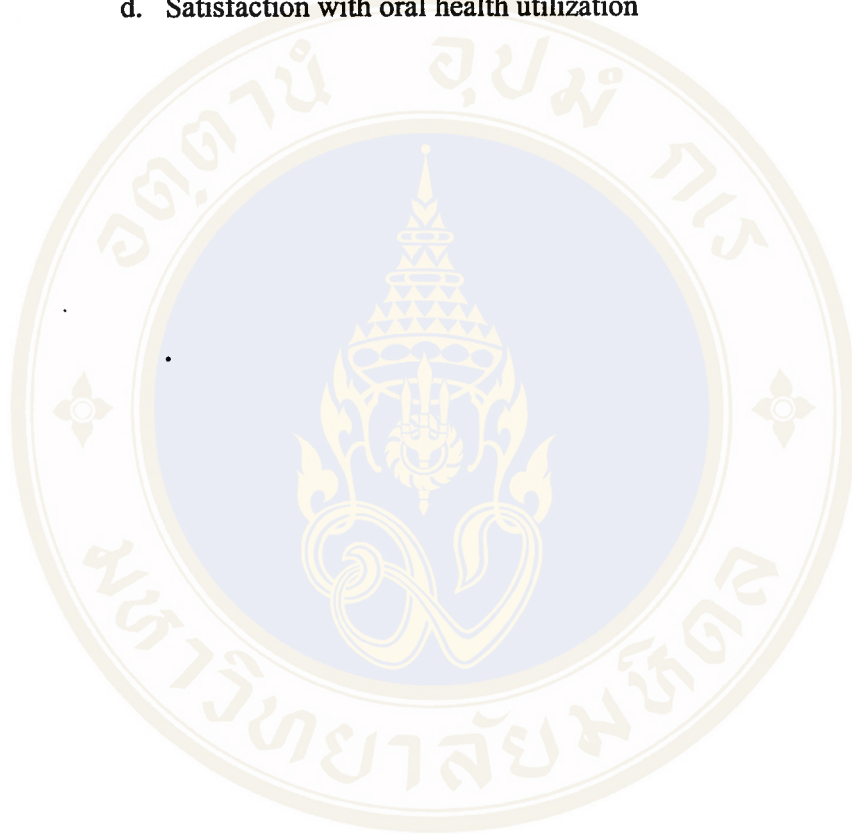 d. Satisfaction with oral health utilization
อตฺตานํ อุปมํ กเร
มหาวิทยาลัยมหิดล